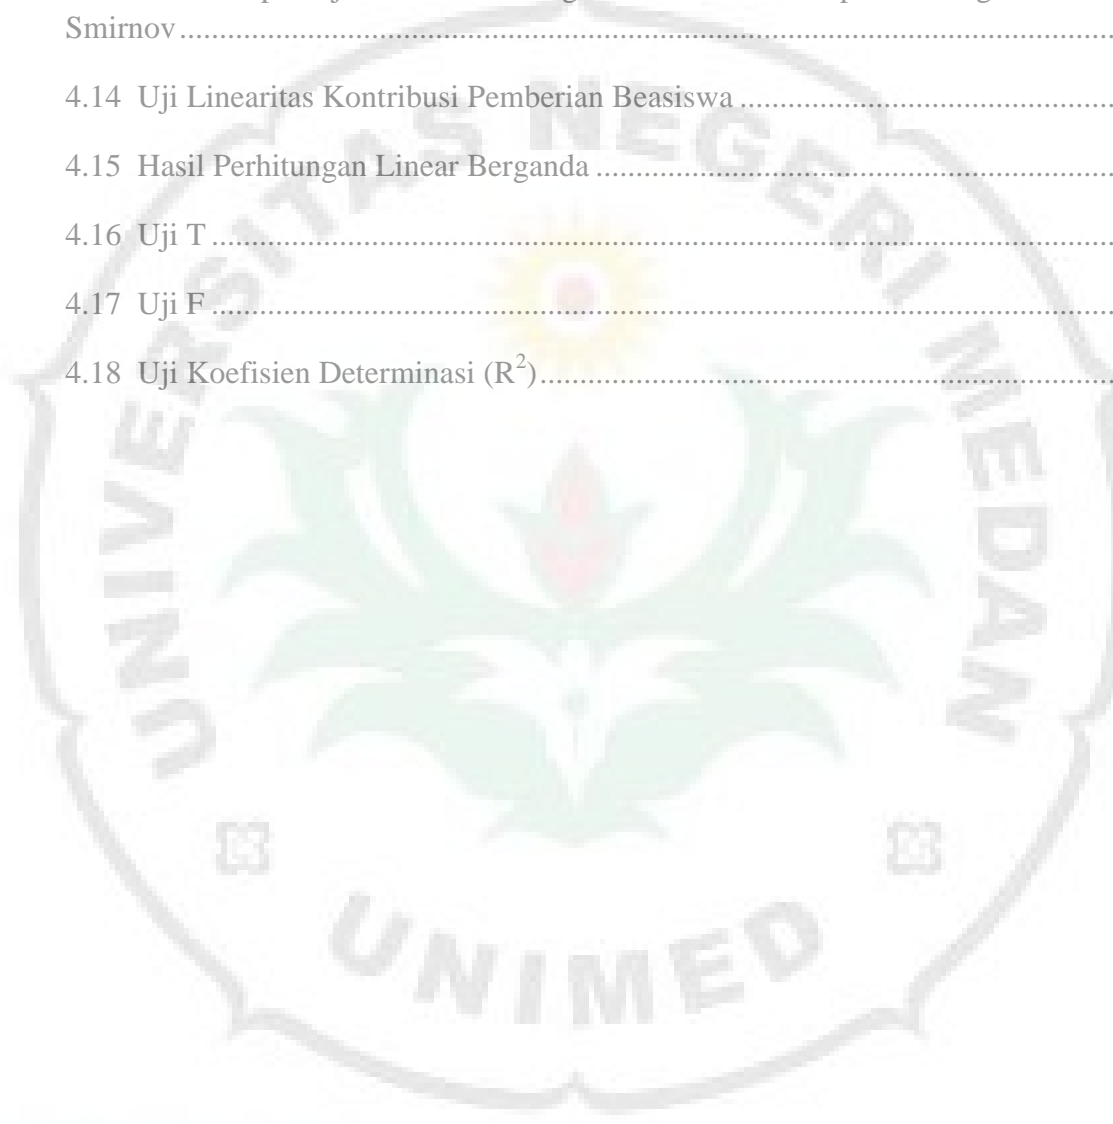 Smirnov................................................................................
4.14 Uji Linearitas Kontribusi Pemberian Beasiswa................................................
4.15 Hasil Perhitungan Linear Berganda................................................
4.16 Uji T................................................................................
4.17 Uji F................................................................................
4.18 Uji Koefisien Determinasi (R²)................................................
UNIVERSITAS NEGERI MEDAN
UNIMED